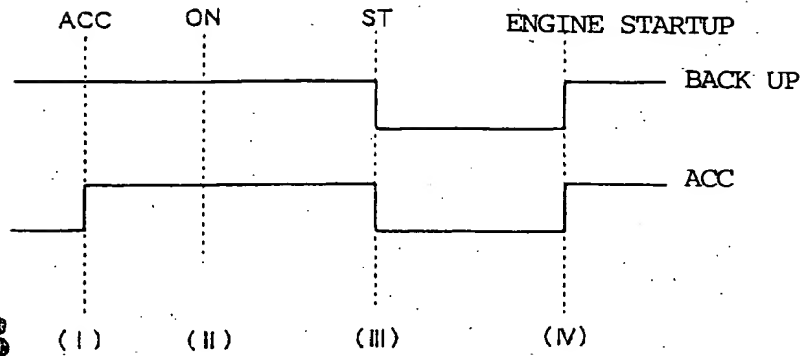 ACC ON ST ENGINE STARTUP
BACK UP
ACC
(I) (II) (III) (IV)